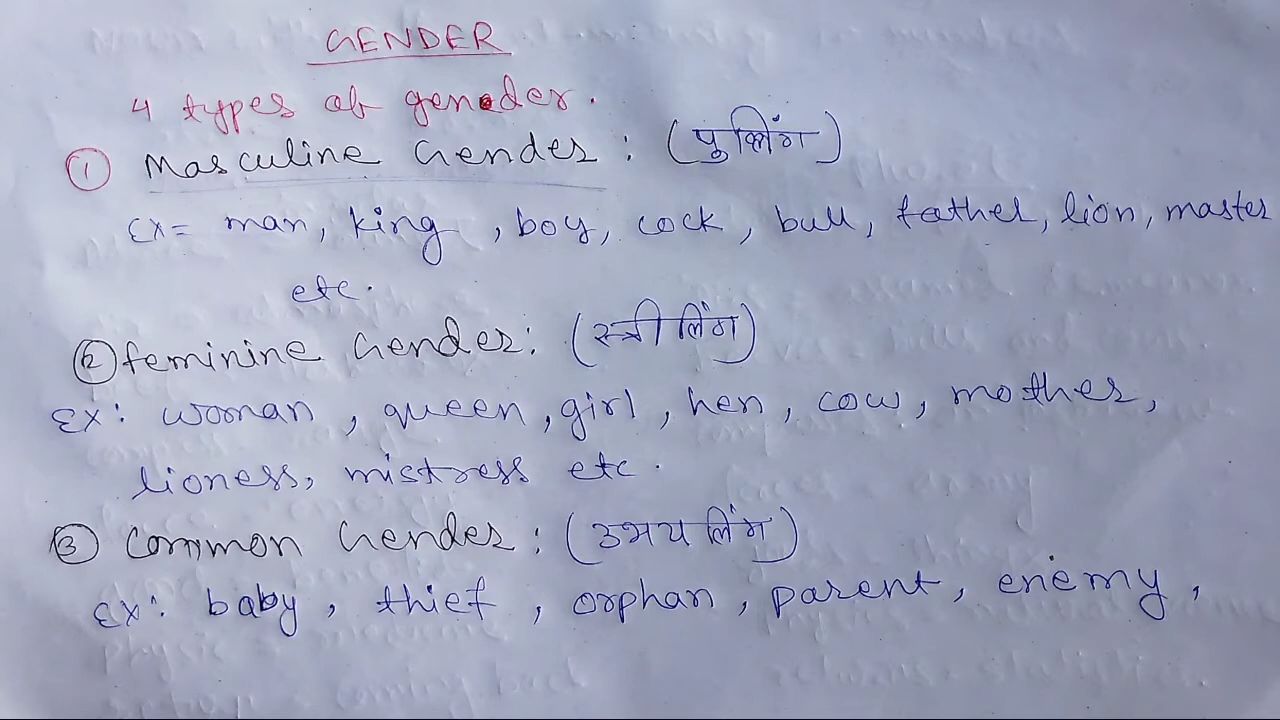 GENDER
4 types of gender.
① Masculine Gender : (पुल्लिंग)
Ex= man, king , boy, cock , bull, father, lion, master
etc.
② feminine Gender: (स्त्रीलिंग)
Ex: woman , queen , girl , hen , cow, mother,
lioness, mistress etc.
③ Common Gender : (उभयलिंग)
Ex: baby , thief , orphan , parent , enemy ,